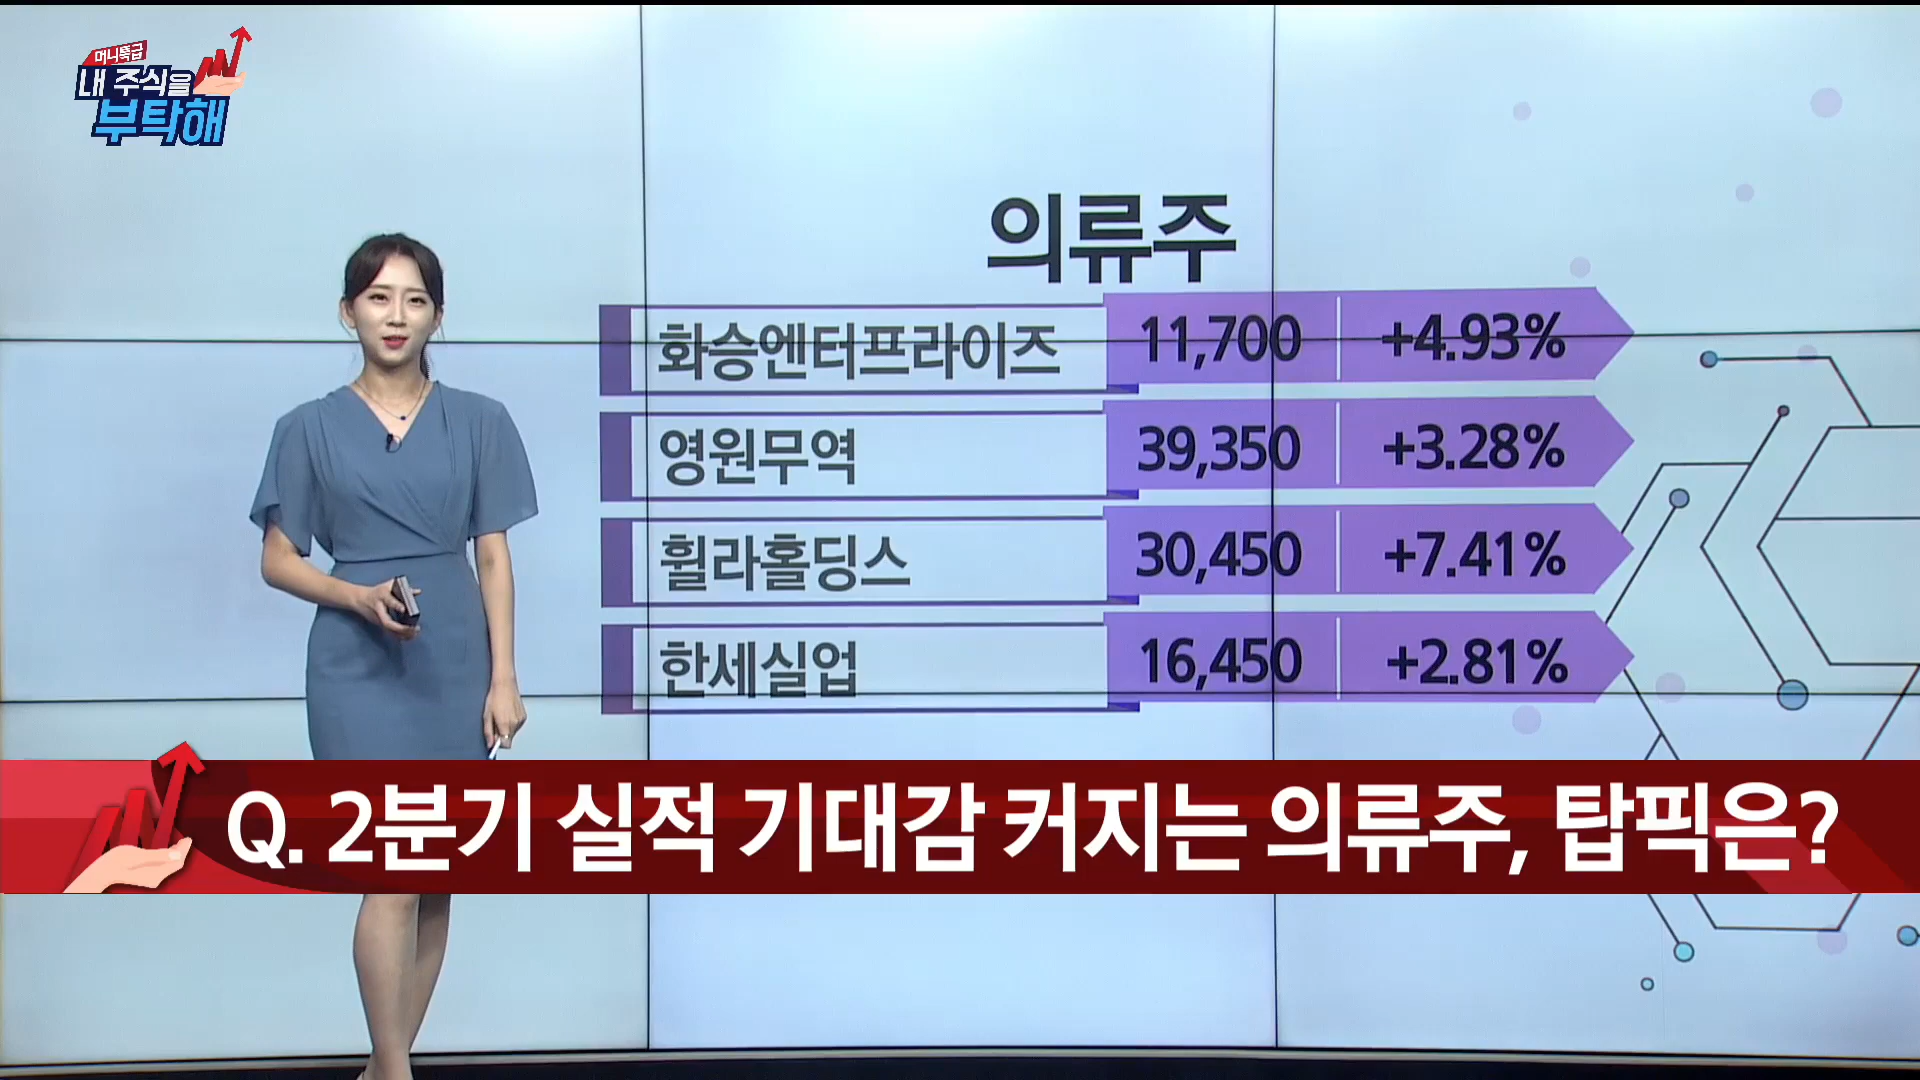 머니뚝급
내 주식을
부탁해
의류주
화승엔터프라이즈 11,700 +4.93%
영원무역 39,350 +3.28%
휠라홀딩스 30,450 +7.41%
한세실업 16,450 +2.81%
Q. 2분기 실적 기대감 커지는 의류주, 탑픽은?